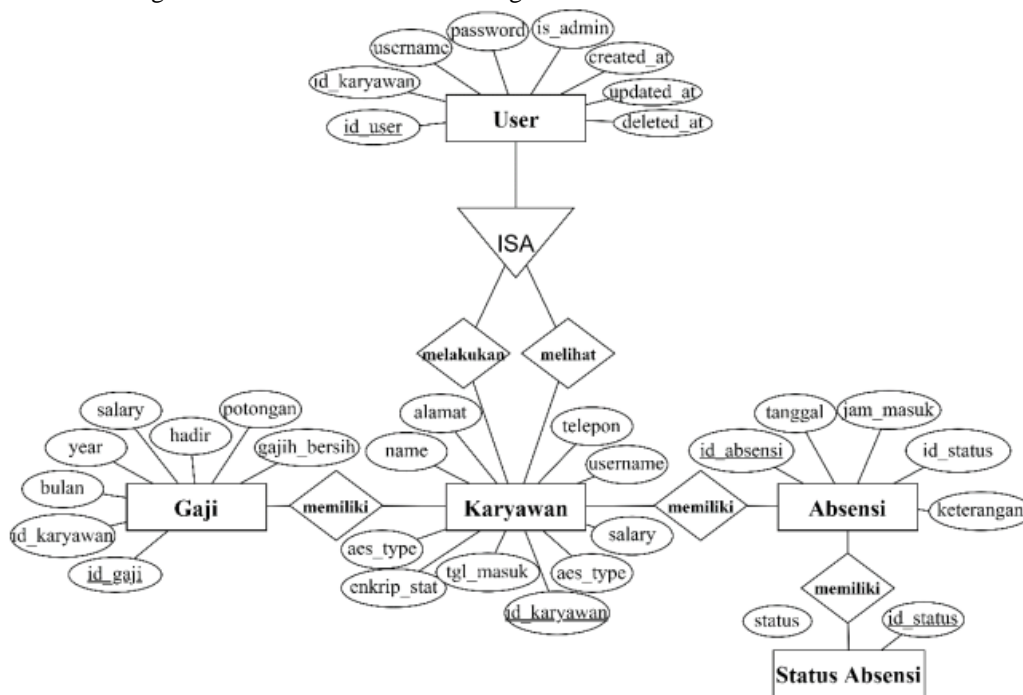 password
is_admin
username
created_at
id_karyawan
updated_at
id_user
User
deleted_at
ISA
melakukan
melihat
salary
potongan
alamat
tanggal
jam_masuk
year
hadir
telepon
gajih_bersih
name
id_absensi
id_status
username
bulan
Gaji
memiliki
Karyawan
memiliki
Absensi
keterangan
id_karyawan
salary
aes_type
id_gaji
enkrip_stat
tgl_masuk
aes_type
memiliki
id_karyawan
status
id_status
Status Absensi